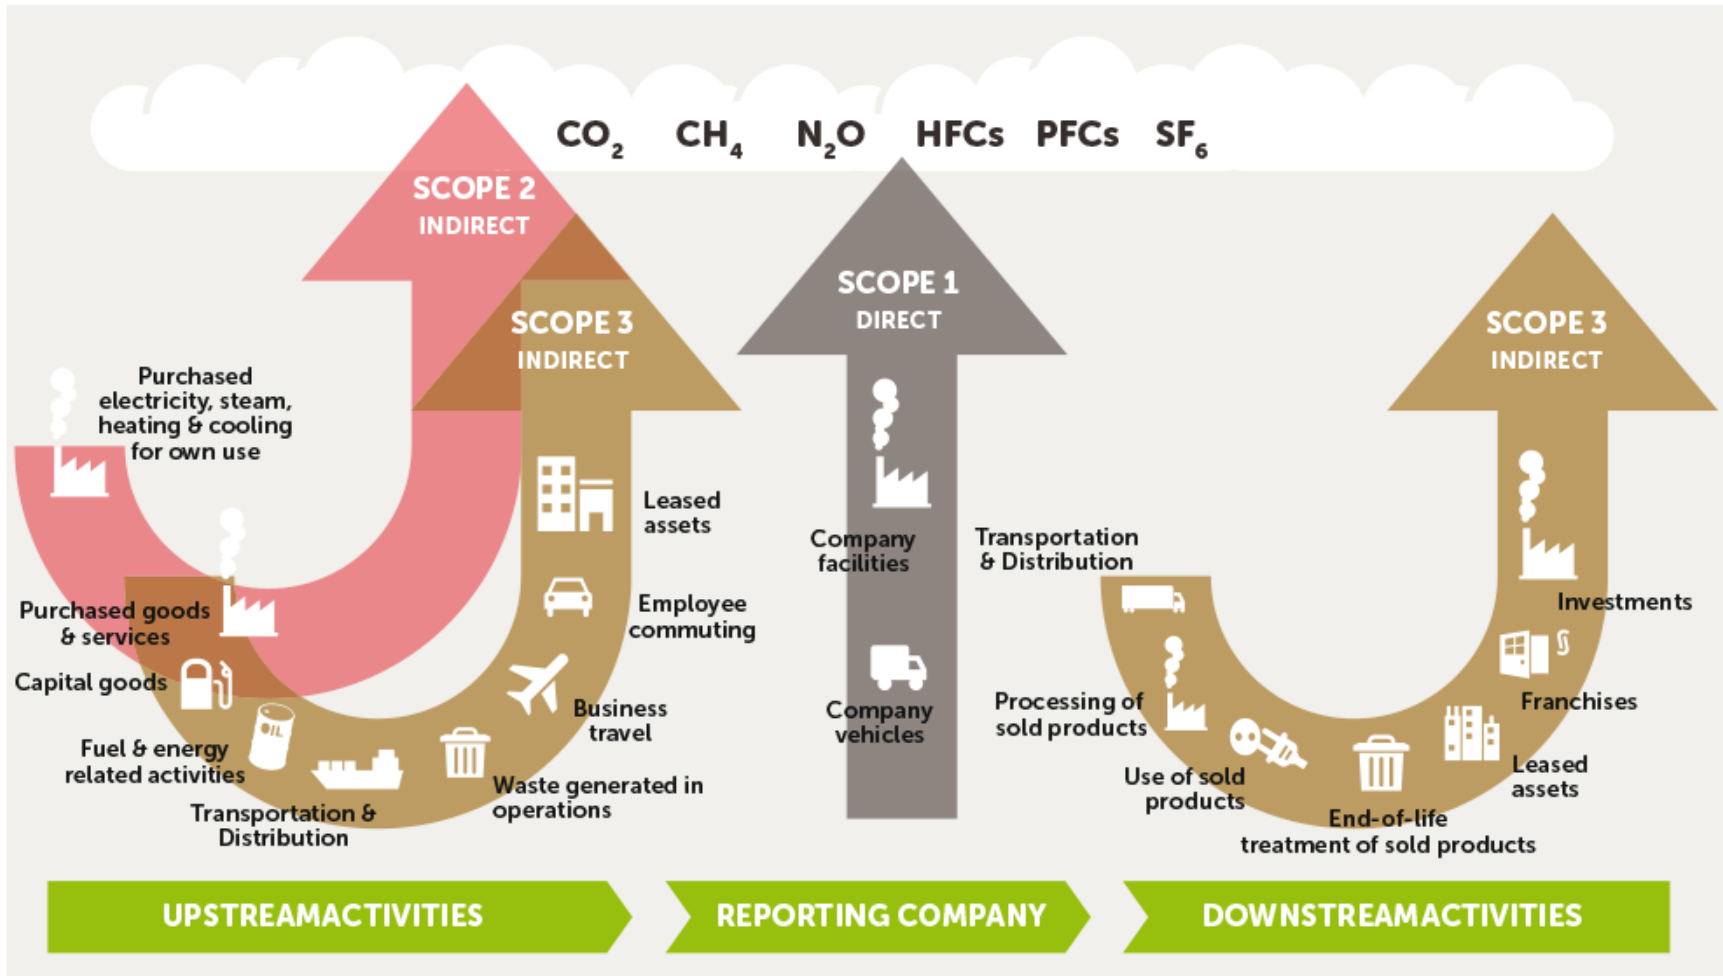 CO2 CH4 N2O HFCs PFCs SF6
SCOPE 2
INDIRECT
SCOPE 3
INDIRECT
SCOPE 1
DIRECT
SCOPE 3
INDIRECT
Purchased
electricity, steam,
heating & cooling
for own use
Purchased goods
& services
Capital goods
Fuel & energy
related activities
OIL
Transportation &
Distribution
Waste generated in
operations
Business
travel
Employee
commuting
Leased
assets
Company
facilities
Company
vehicles
Transportation
& Distribution
Processing of
sold products
Use of sold
products
End-of-life
treatment of sold products
Leased
assets
Franchises
Investments
UPSTREAMACTIVITIES
REPORTING COMPANY
DOWNSTREAMACTIVITIES